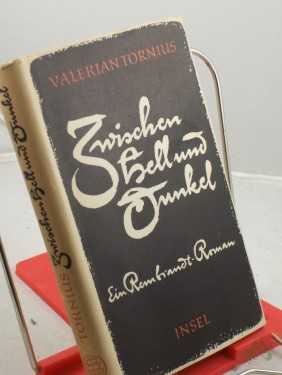 VALERIAN TORNIUS
Zwischen
Hell und
Dunkel
Ein Rembrandt-Roman
INSEL
TORNIUS Zwischen Hell und Dunkel